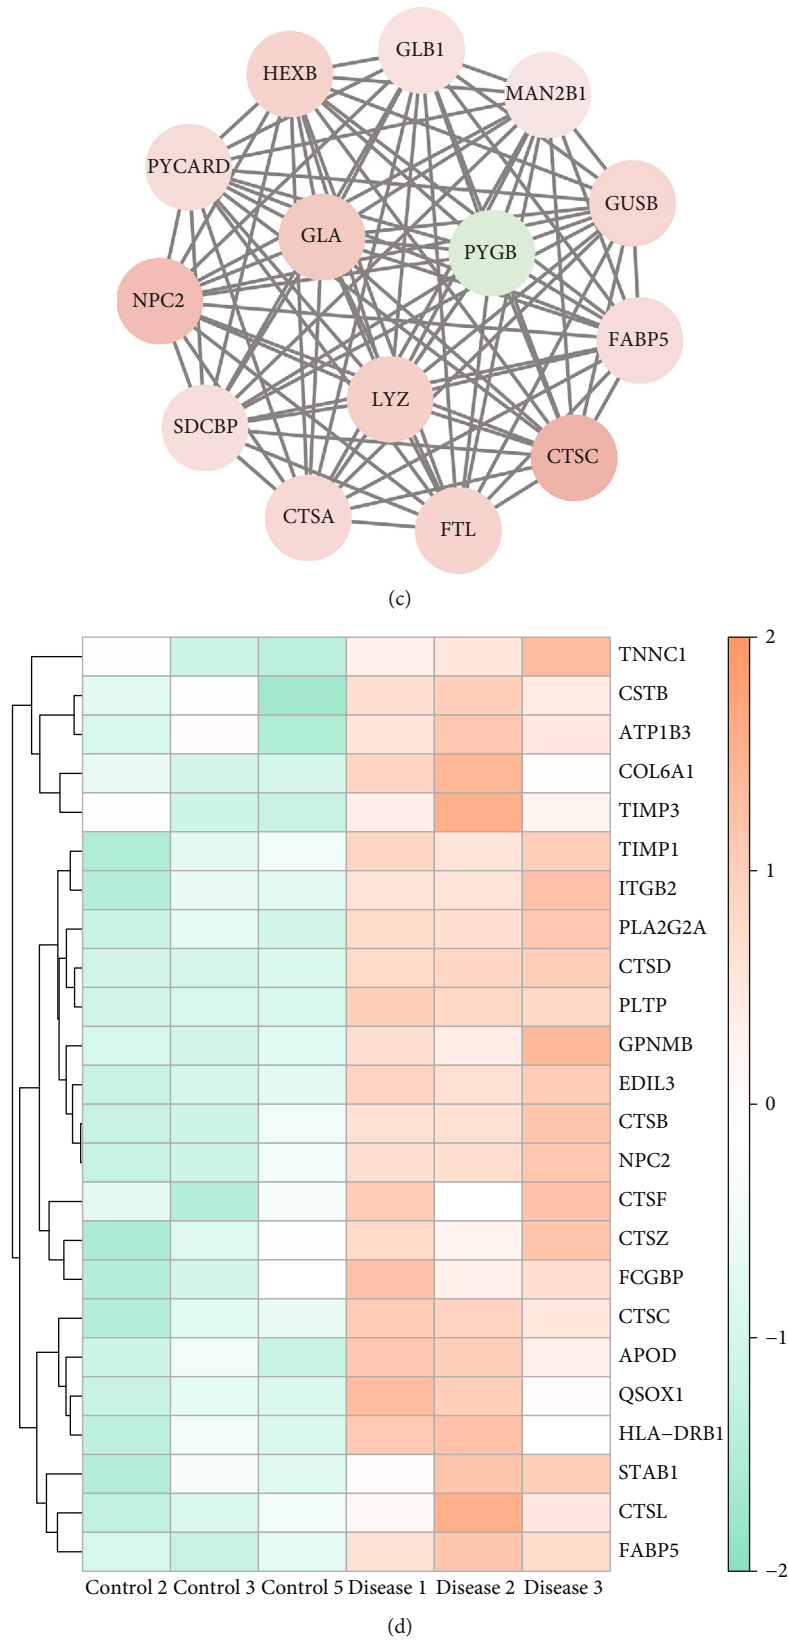 GLB1
HEXB
MAN2B1
PYCARD
GUSB
GLA
PYGB
NPC2
FABP5
LYZ
SDCBP
CTSC
CTSA
FTL
(c)
2
TNNC1
CSTB
ATP1B3
COL6A1
TIMP3
TIMP1
1
ITGB2
PLA2G2A
CTSD
PLTP
GPNMB
EDIL3
0
CTSB
NPC2
CTSF
CTSZ
FCGBP
CTSC
−1
APOD
QSOX1
HLA−DRB1
STAB1
CTSL
FABP5
−2
Control 2 Control 3 Control 5 Disease 1 Disease 2 Disease 3
(d)